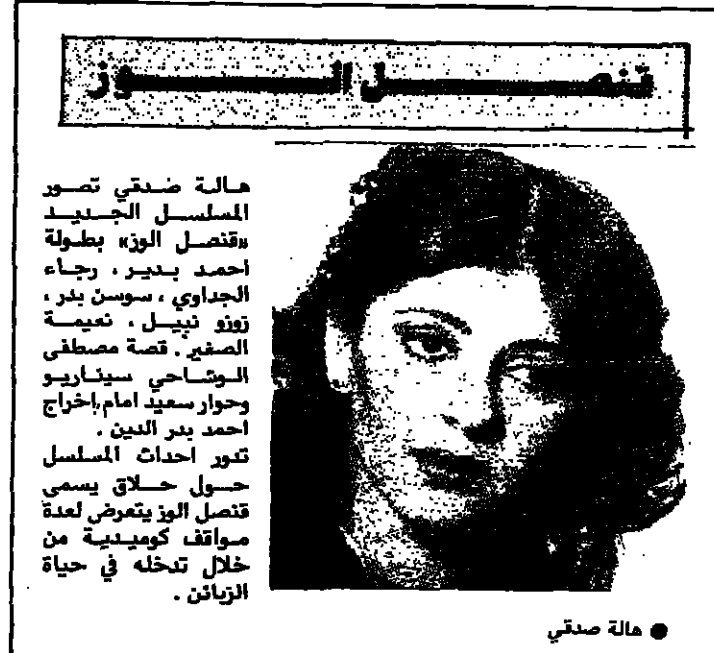 قنصل الوز
هالة صدقي تصور
المسلسل الجديد
«قنصل الوز» بطولة
احمد بدير ، رجاء
الجداوي ، سوسن بدر ،
زوزو نبيل ، نعيمة
الصغير . قصة مصطفى
الوشاحي سيناريو
وحوار سعيد امام،اخراج
احمد بدر الدين .
تدور احداث المسلسل
حول حلاق يسمى
قنصل الوز يتعرض لعدة
مواقف كوميدية من
خلال تدخله في حياة
الزبائن .
● هالة صدقي